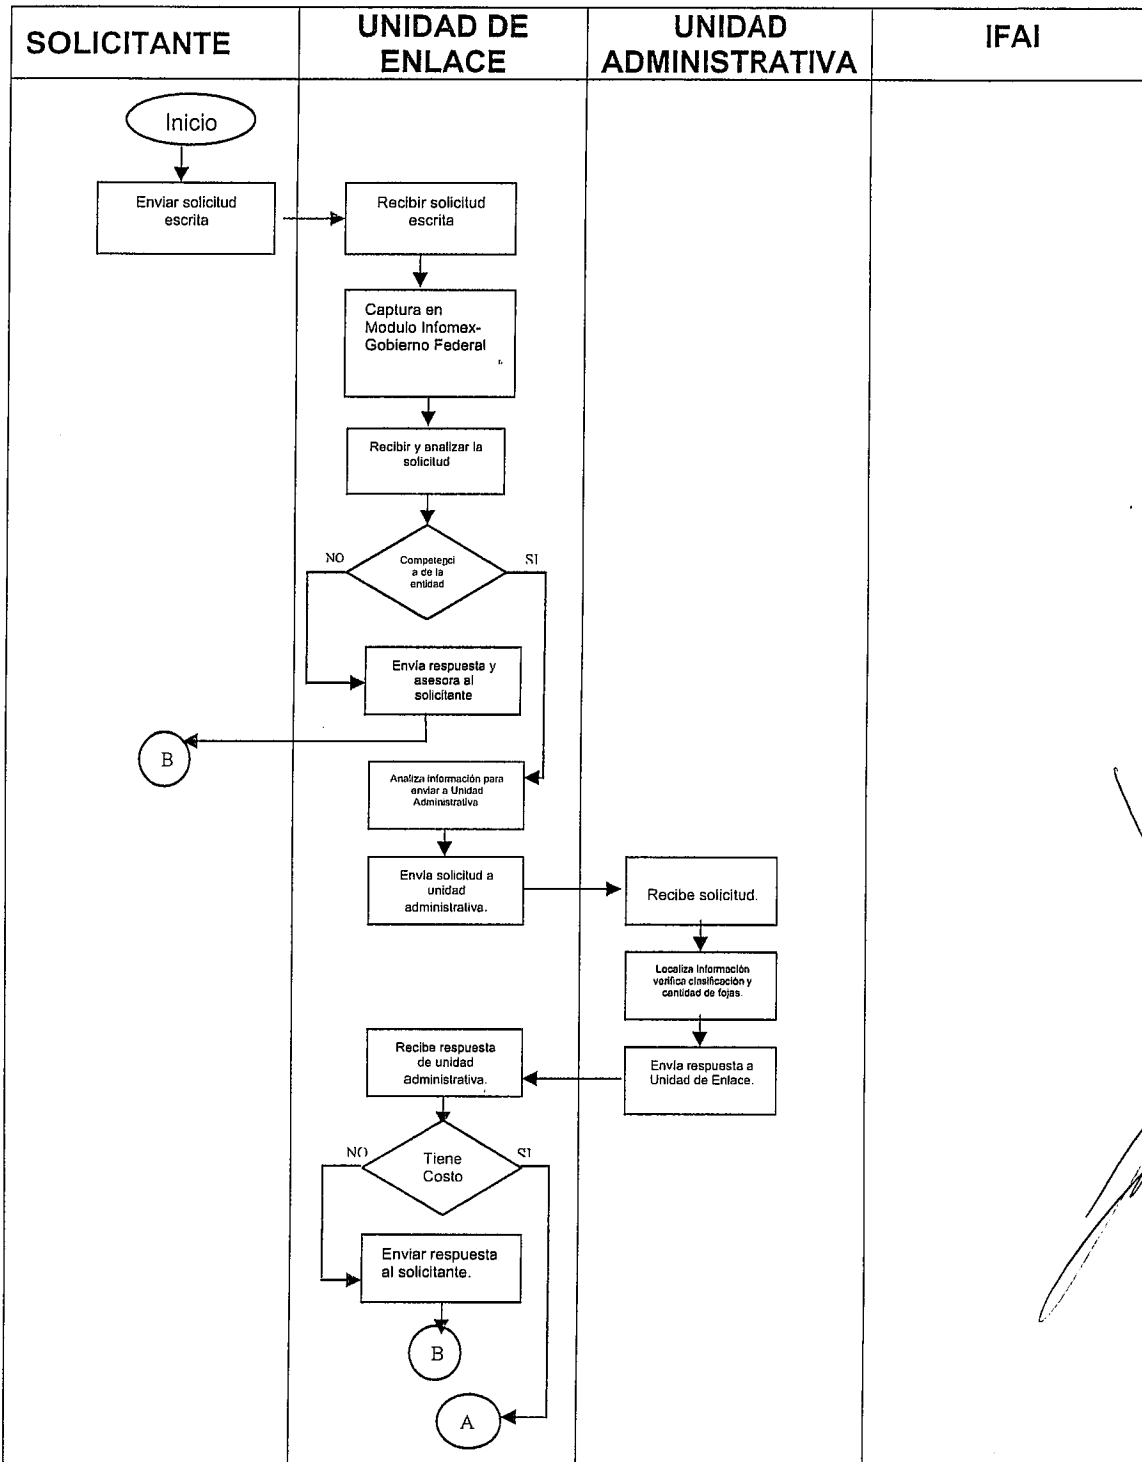 SOLICITANTE
UNIDAD DE
ENLACE
UNIDAD
ADMINISTRATIVA
IFAI
Inicio
Enviar solicitud
escrita
Recibir solicitud
escrita
Captura en
Modulo Infomex-
Gobierno Federal
Recibir y analizar la
solicitud
NO
Competenci
a de la
entidad
SI
Envía respuesta y
asesora al
solicitante
B
Analiza información para
enviar a Unidad
Administrativa
Envía solicitud a
unidad
administrativa.
Recibe solicitud.
Localiza información
verifica clasificación y
cantidad de fojas.
Recibe respuesta
de unidad
administrativa.
Envía respuesta a
Unidad de Enlace.
NO
Tiene
Costo
SI
Enviar respuesta
al solicitante.
B
A